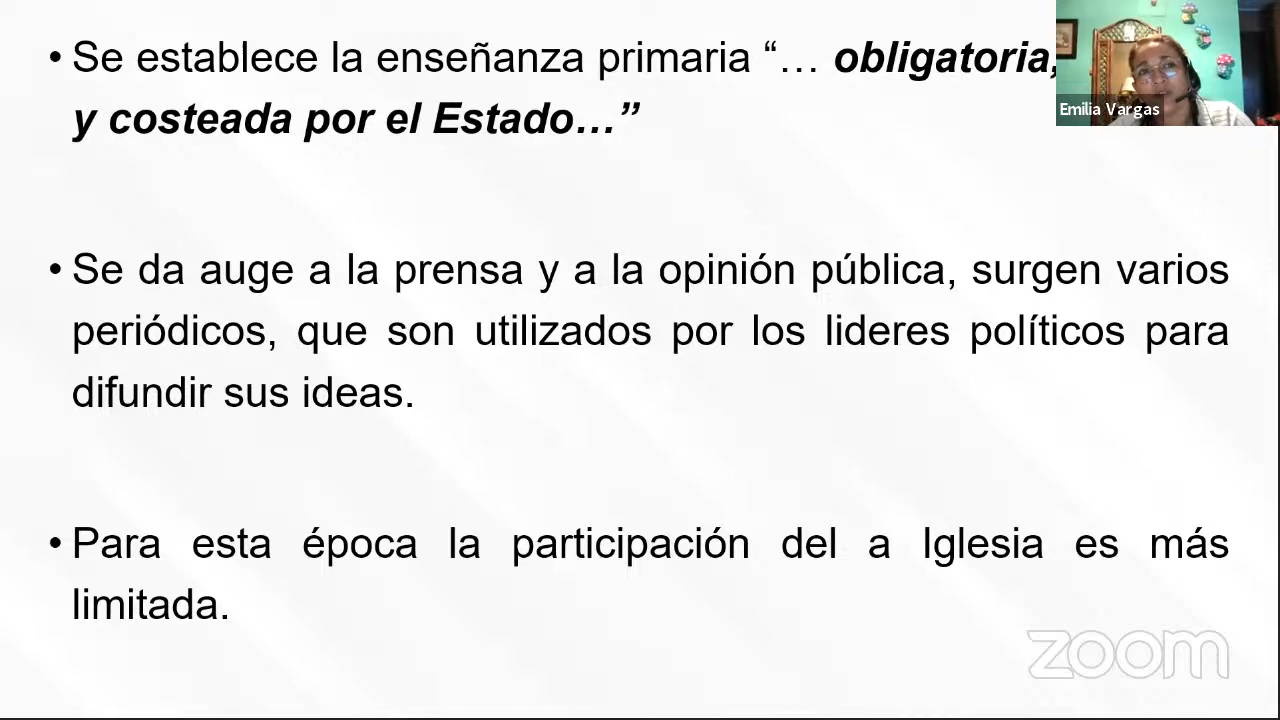 • Se establece la enseñanza primaria “… obligatoria,
y costeada por el Estado…”
Emilia Vargas
• Se da auge a la prensa y a la opinión pública, surgen varios
periódicos, que son utilizados por los lideres políticos para
difundir sus ideas.
• Para esta época la participación del a Iglesia es más
limitada.
zoom